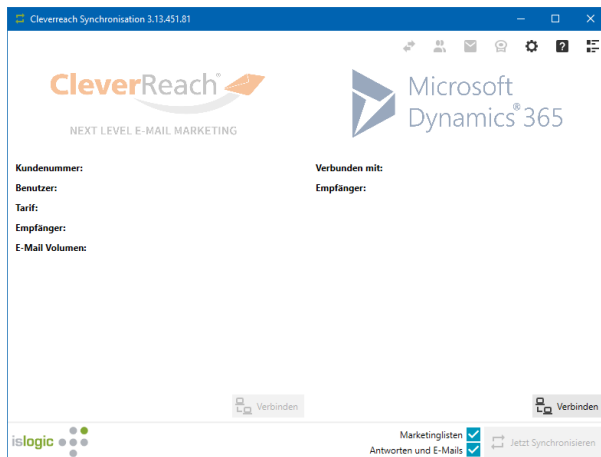 Cleverreach Synchronisation 3.13.451.81
CleverReach®
NEXT LEVEL E-MAIL MARKETING
Microsoft
Dynamics® 365
Kundenummer:
Benutzer:
Tarif:
Empfänger:
E-Mail Volumen:
Verbunden mit:
Empfänger:
Verbinden
Verbinden
islogic
Marketinglisten
Antworten und E-Mails
Jetzt Synchronisieren